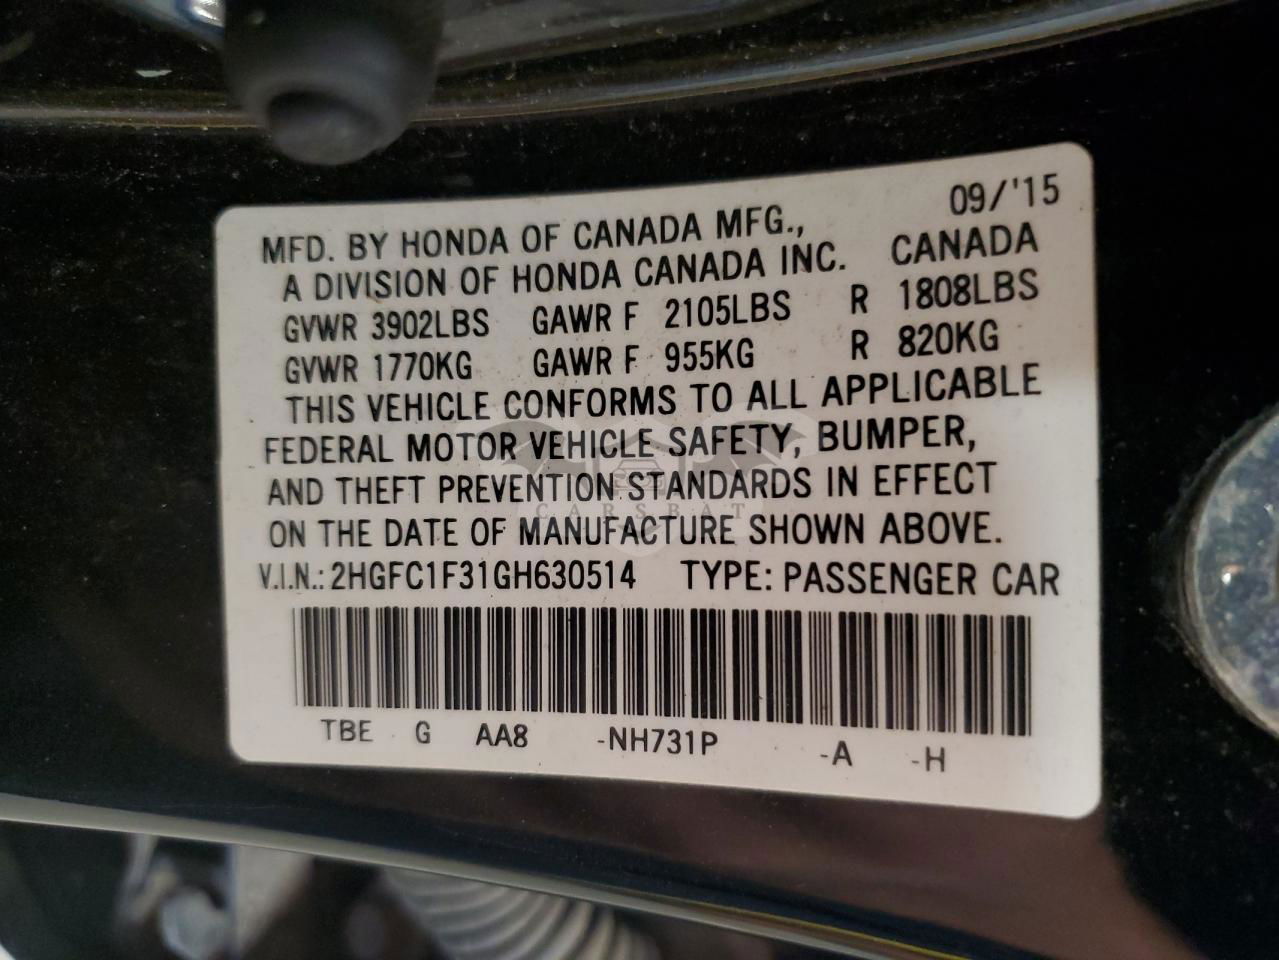 09/'15
MFD. BY HONDA OF CANADA MFG.,
A DIVISION OF HONDA CANADA INC. CANADA
GVWR 3902LBS GAWR F 2105LBS R 1808LBS
GVWR 1770KG GAWR F 955KG R 820KG
THIS VEHICLE CONFORMS TO ALL APPLICABLE
FEDERAL MOTOR VEHICLE SAFETY, BUMPER,
AND THEFT PREVENTION STANDARDS IN EFFECT
CARSBAT
ON THE DATE OF MANUFACTURE SHOWN ABOVE.
V.I.N.: 2HGFC1F31GH630514 TYPE: PASSENGER CAR
TBE G AA8 -NH731P -A -H